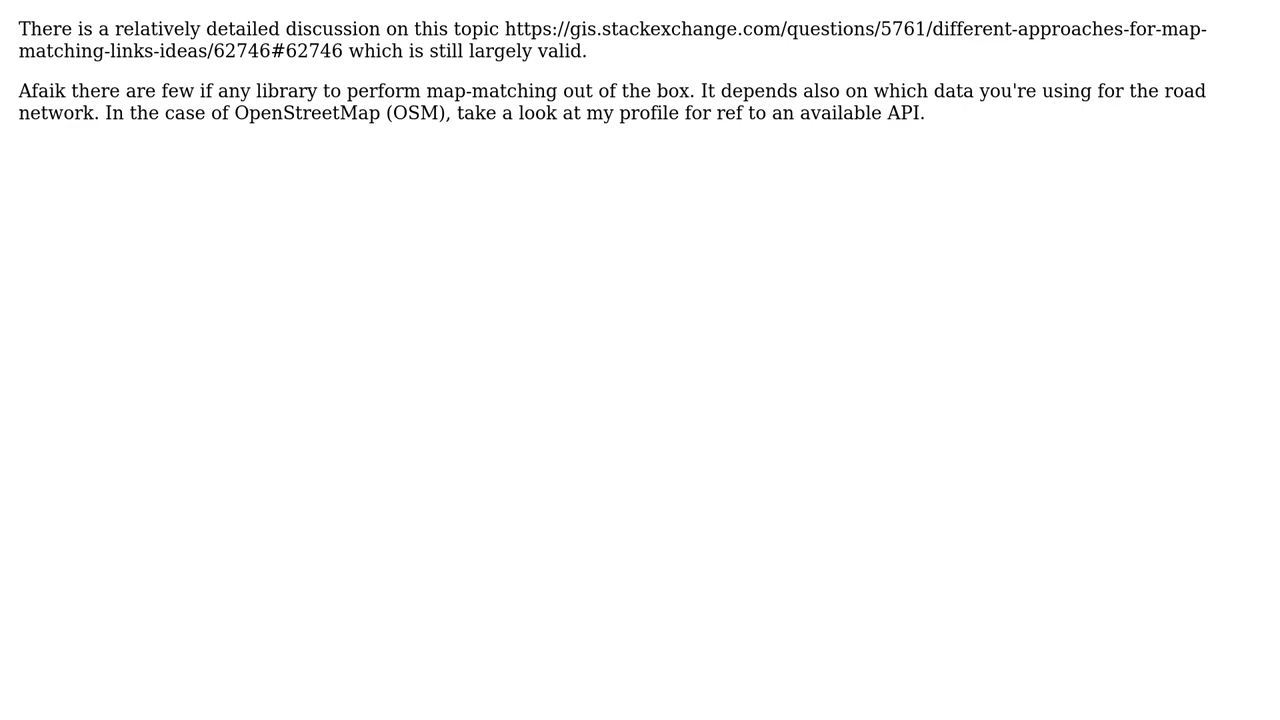 There is a relatively detailed discussion on this topic https://gis.stackexchange.com/questions/5761/different-approaches-for-map-
matching-links-ideas/62746#62746 which is still largely valid.
Afaik there are few if any library to perform map-matching out of the box. It depends also on which data you're using for the road
network. In the case of OpenStreetMap (OSM), take a look at my profile for ref to an available API.